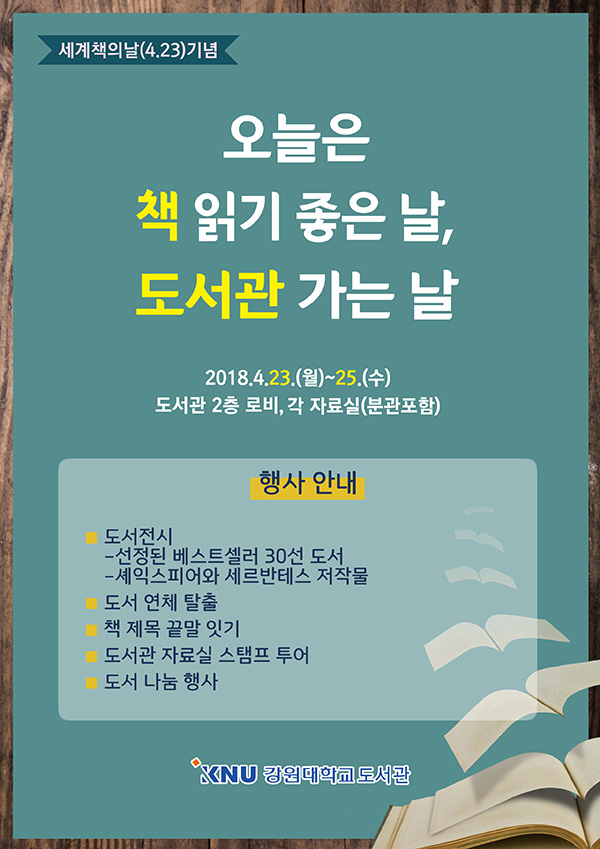 세계책의날(4.23)기념
오늘은
책 읽기 좋은 날,
도서관 가는 날
2018.4.23.(월)~25.(수)
도서관 2층 로비, 각 자료실(분관포함)
행사 안내
도서전시
-선정된 베스트셀러 30선 도서
-셰익스피어와 세르반테스 저작물
도서 연체 탈출
책 제목 끝말 잇기
도서관 자료실 스탬프 투어
도서 나눔 행사
KNU 강원대학교 도서관